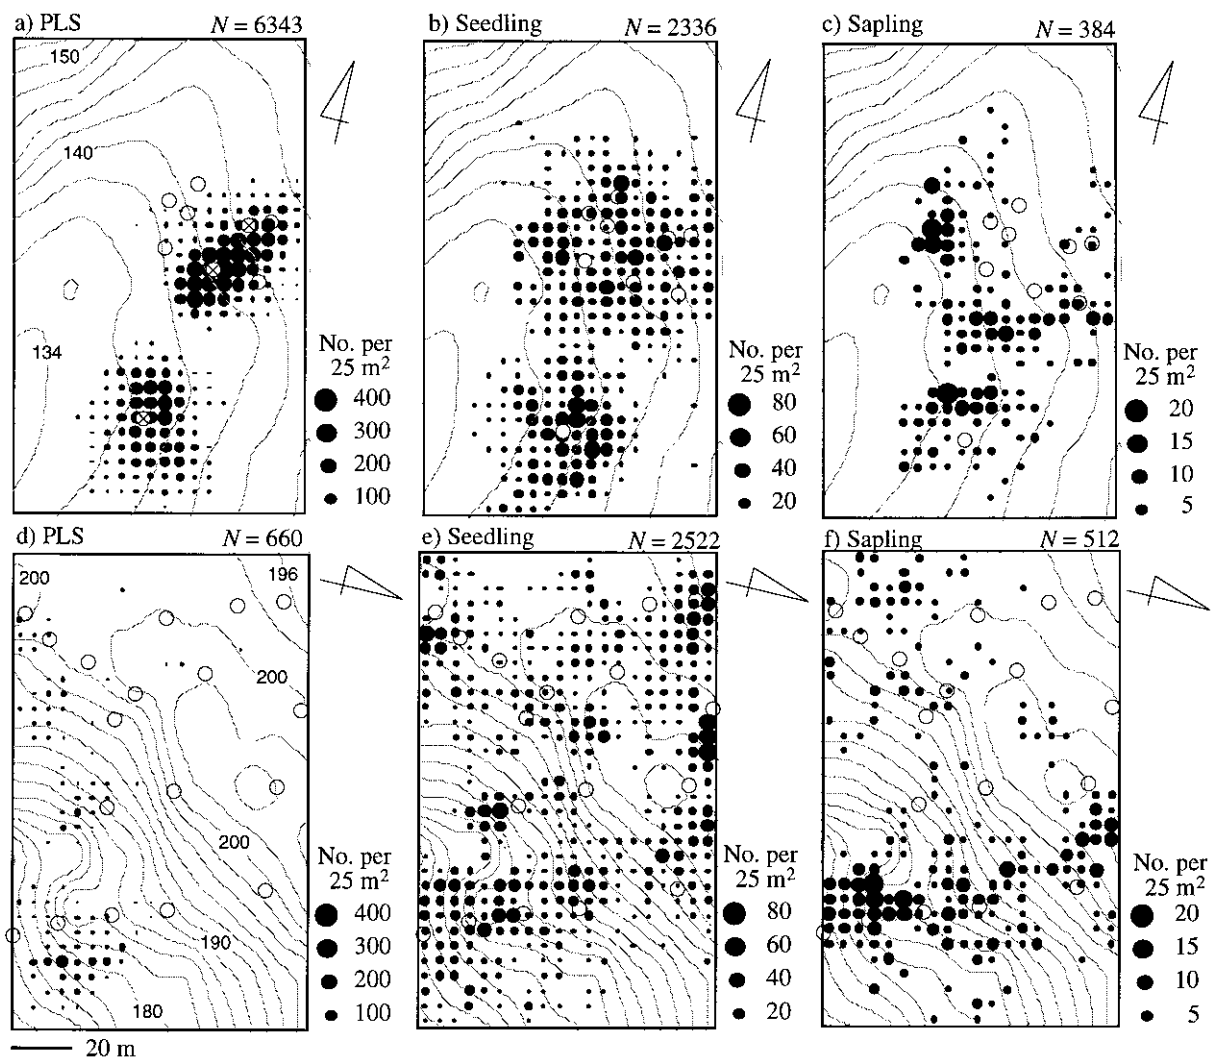 a) PLS N = 6343
b) Seedling N = 2336
c) Sapling N = 384
150
140
134
No. per
25 m²
400
300
200
100
No. per
25 m²
80
60
40
20
No. per
25 m²
20
15
10
5
d) PLS N = 660
e) Seedling N = 2522
f) Sapling N = 512
200
196
200
200
190
180
No. per
25 m²
400
300
200
100
No. per
25 m²
80
60
40
20
No. per
25 m²
20
15
10
5
20 m